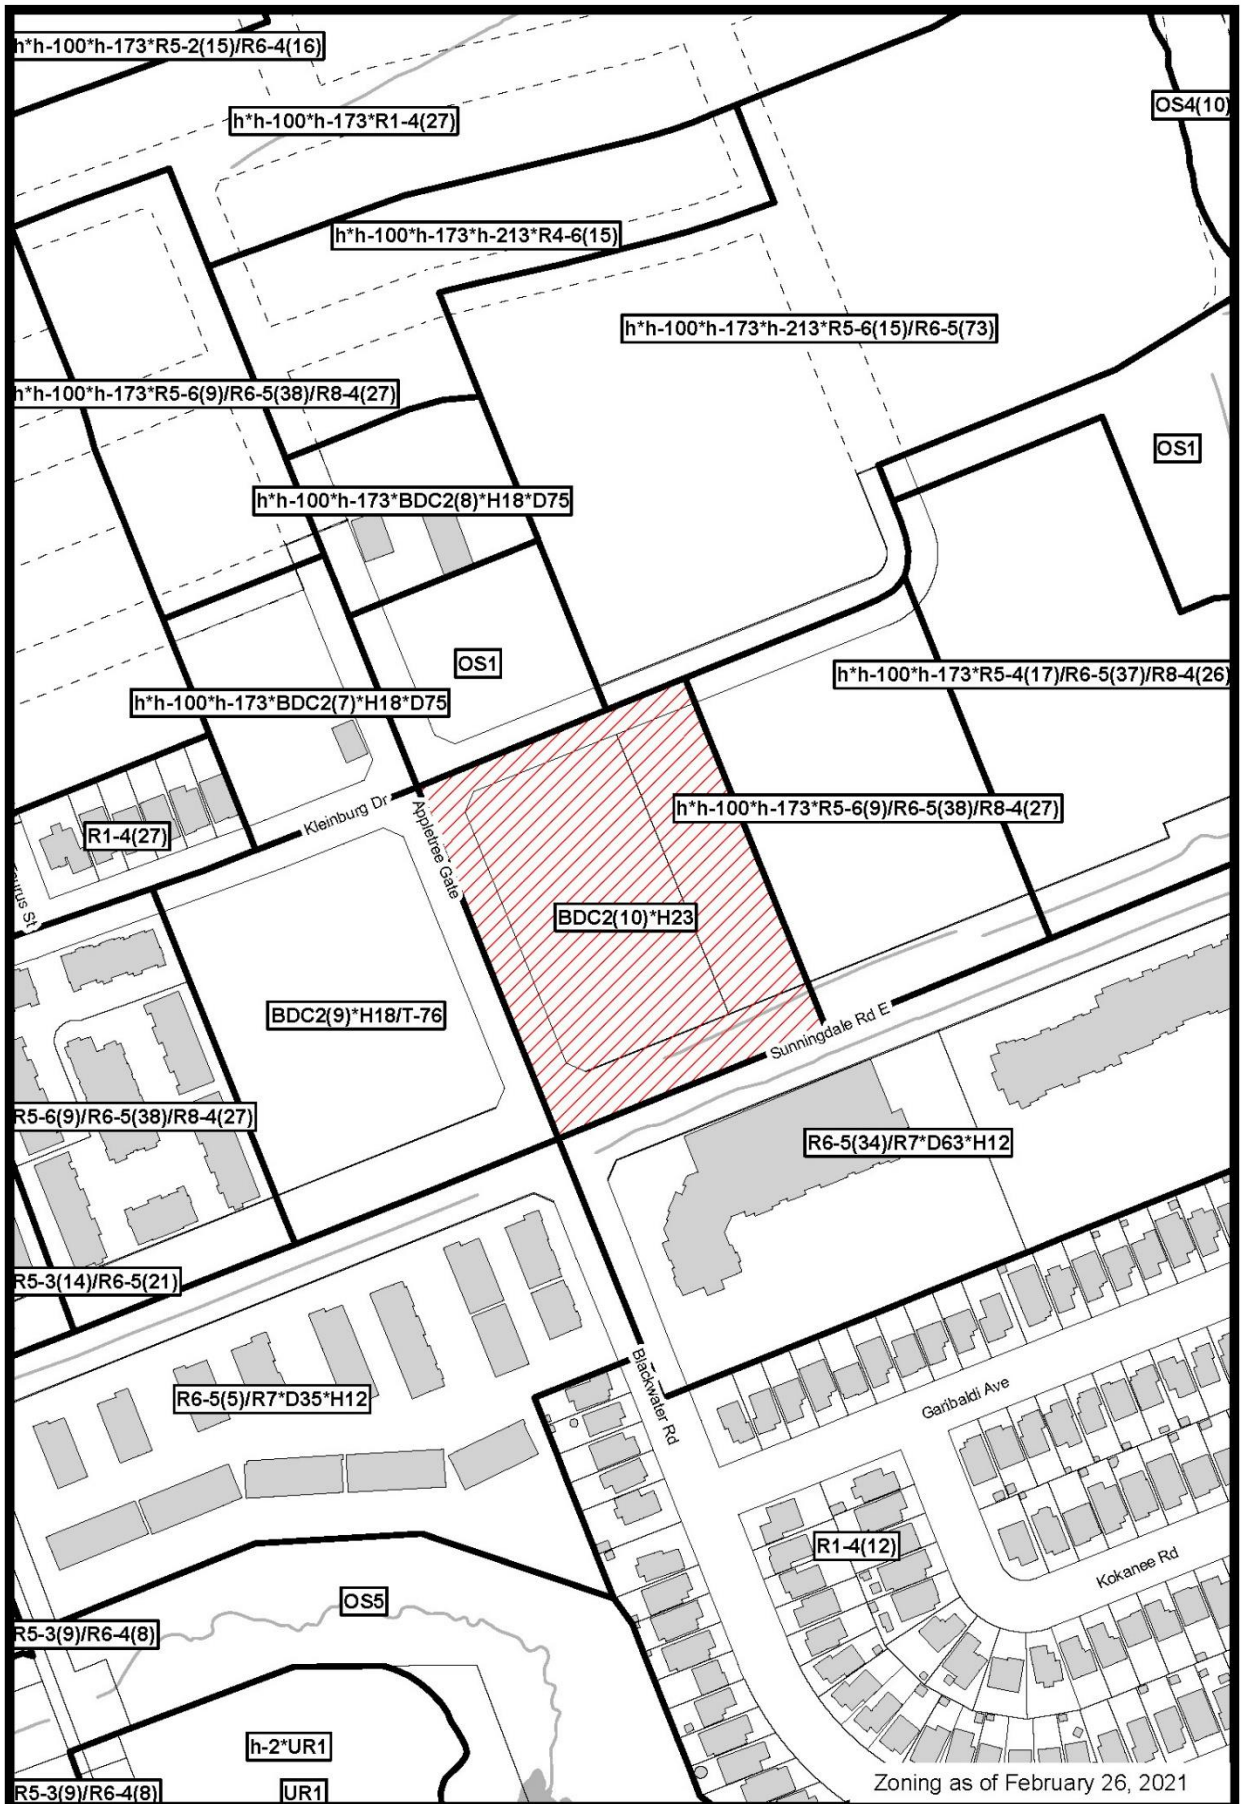 h*h-100*h-173*R5-2(15)/R6-4(16)
OS4(10)
h*h-100*h-173*R1-4(27)
h*h-100*h-173*h-213*R4-6(15)
h*h-100*h-173*h-213*R5-6(15)/R6-5(73)
h*h-100*h-173*R5-6(9)/R6-5(38)/R8-4(27)
OS1
h*h-100*h-173*BDC2(8)*H18*D75
OS1
h*h-100*h-173*R5-4(17)/R6-5(37)/R8-4(26)
h*h-100*h-173*BDC2(7)*H18*D75
h*h-100*h-173*R5-6(9)/R6-5(38)/R8-4(27)
Kleinburg Dr
R1-4(27)
Appletree Gate
Taurus St
BDC2(10)*H23
BDC2(9)*H18/T-76
Sunningdale Rd E
R5-6(9)/R6-5(38)/R8-4(27)
R6-5(34)/R7*D63*H12
R5-3(14)/R6-5(21)
R6-5(5)/R7*D35*H12
Blackwater Rd
Garibaldi Ave
R1-4(12)
Kokanee Rd
OS5
R5-3(9)/R6-4(8)
h-2*UR1
R5-3(9)/R6-4(8)
UR1
Zoning as of February 26, 2021